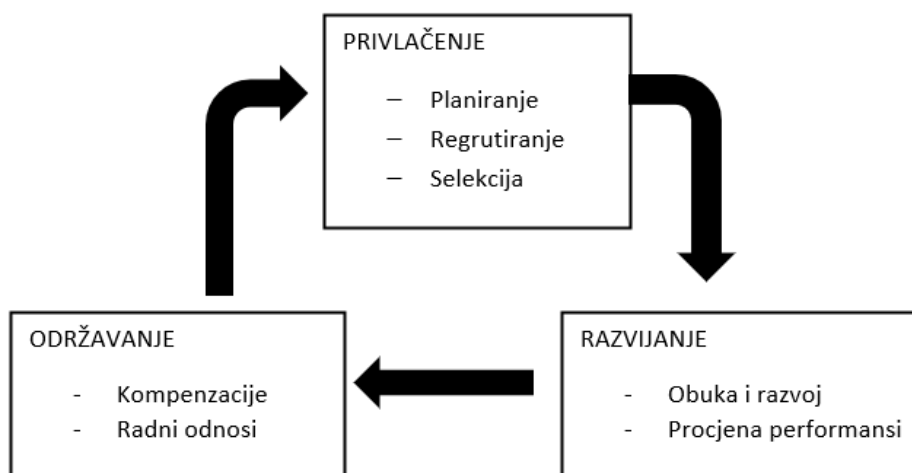 PRIVLAČENJE
– Planiranje
– Regrutiranje
– Selekcija
ODRŽAVANJE
- Kompenzacije
- Radni odnosi
RAZVIJANJE
- Obuka i razvoj
- Procjena performansi